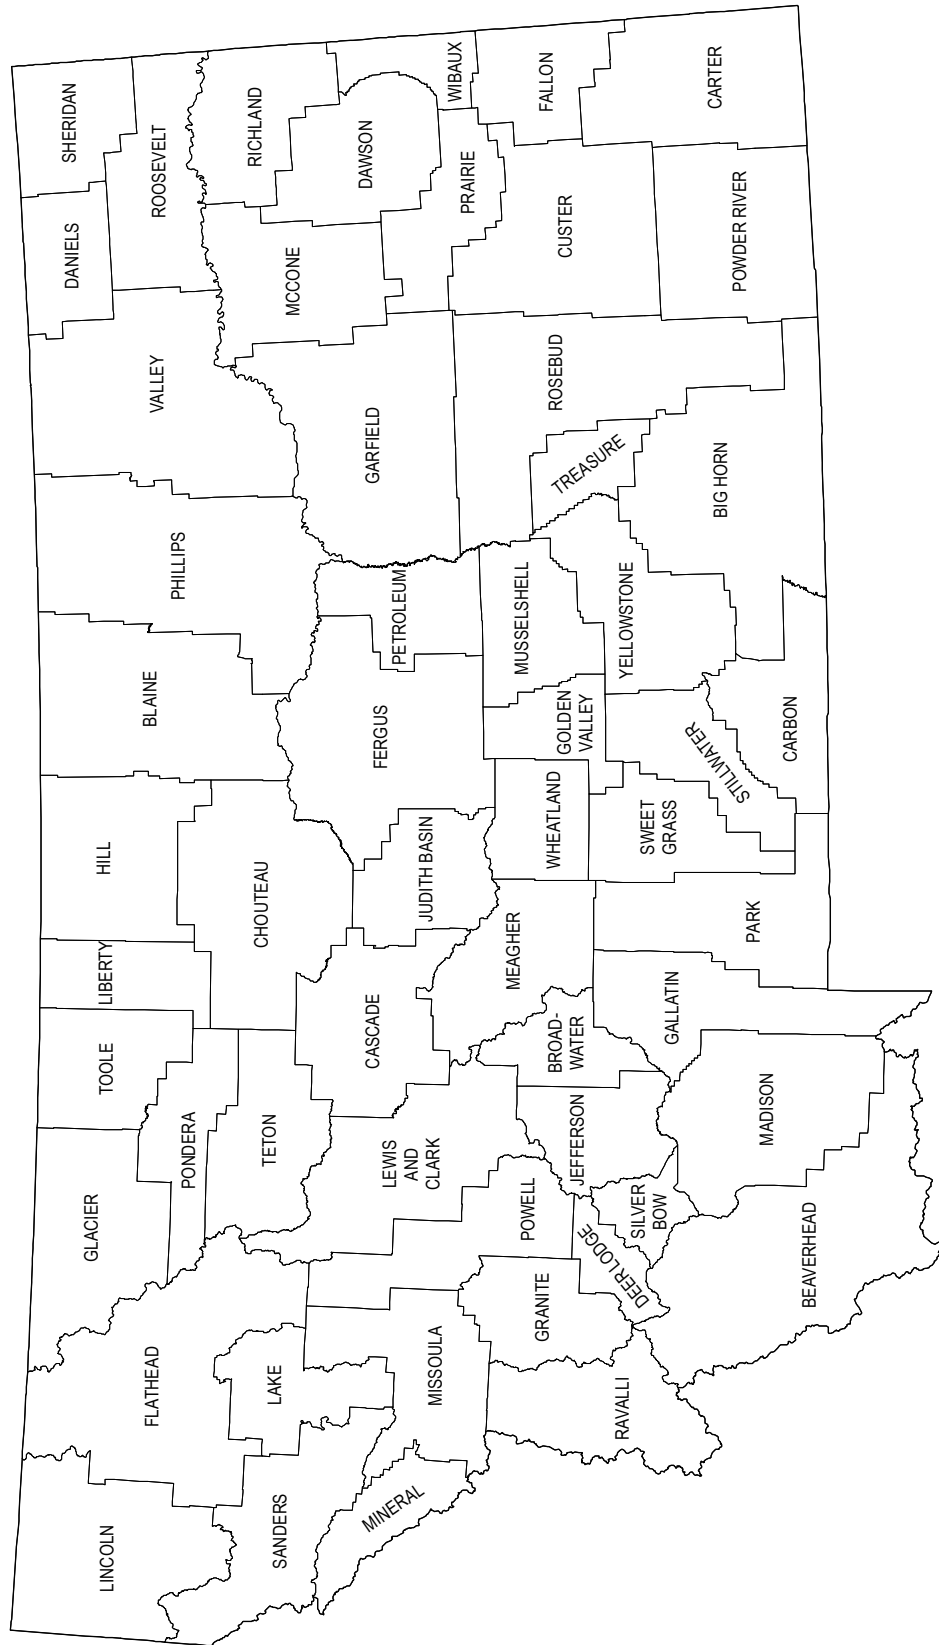 LINCOLN
FLATHEAD
GLACIER
TOOLE
LIBERTY
HILL
BLAINE
PHILLIPS
VALLEY
DANIELS
SHERIDAN
ROOSEVELT
SANDERS
LAKE
PONDERA
TETON
CHOUTEAU
RICHLAND
MCCONE
DAWSON
GARFIELD
MINERAL
MISSOULA
LEWIS
AND
CLARK
CASCADE
JUDITH BASIN
FERGUS
PETROLEUM
PRAIRIE
WIBAUX
POWELL
GRANITE
RAVALLI
DEER LODGE
SILVER
BOW
JEFFERSON
BROAD-
WATER
MEAGHER
WHEATLAND
GOLDEN
VALLEY
MUSSELSHELL
ROSEBUD
TREASURE
CUSTER
FALLON
BEAVERHEAD
MADISON
GALLATIN
PARK
SWEET
GRASS
STILLWATER
YELLOWSTONE
CARBON
BIG HORN
POWDER RIVER
CARTER